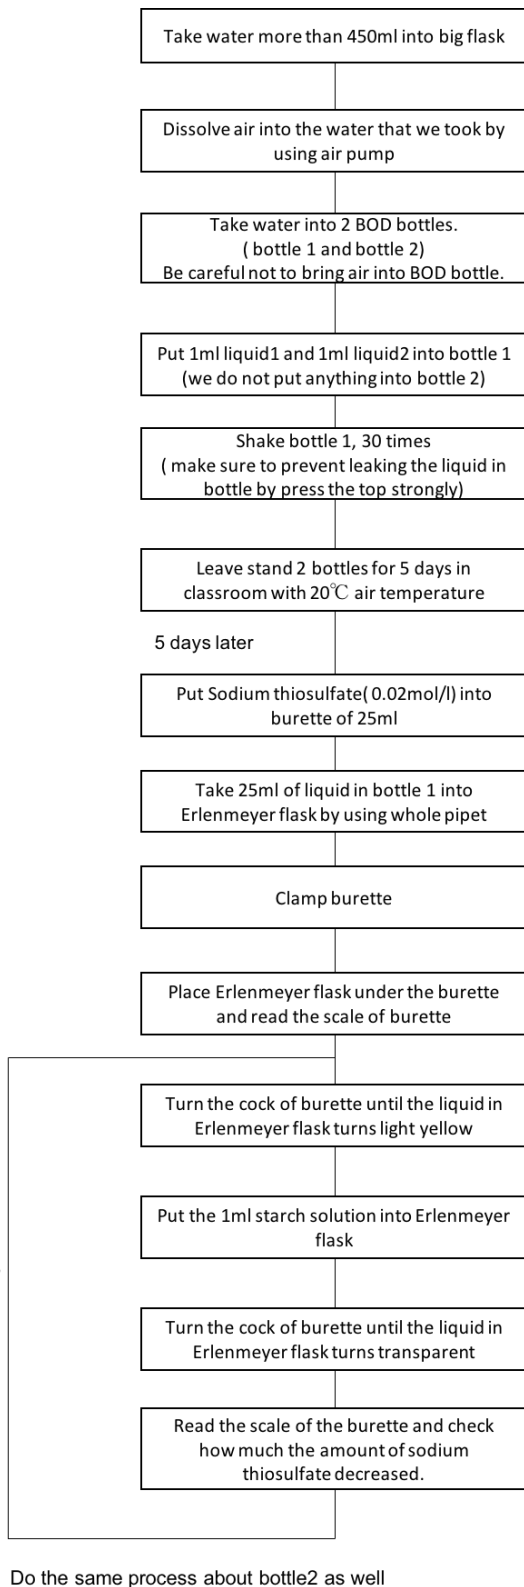 Take water more than 450ml into big flask
Dissolve air into the water that we took by
using air pump
Take water into 2 BOD bottles.
( bottle 1 and bottle 2)
Be careful not to bring air into BOD bottle.
Put 1ml liquid1 and 1ml liquid2 into bottle 1
(we do not put anything into bottle 2)
Shake bottle 1, 30 times
( make sure to prevent leaking the liquid in
bottle by press the top strongly)
Leave stand 2 bottles for 5 days in
classroom with 20℃ air temperature
5 days later
Put Sodium thiosulfate( 0.02mol/l) into
burette of 25ml
Take 25ml of liquid in bottle 1 into
Erlenmeyer flask by using whole pipet
Clamp burette
Place Erlenmeyer flask under the burette
and read the scale of burette
Turn the cock of burette until the liquid in
Erlenmeyer flask turns light yellow
Put the 1ml starch solution into Erlenmeyer
flask
Turn the cock of burette until the liquid in
Erlenmeyer flask turns transparent
Read the scale of the burette and check
how much the amount of sodium
thiosulfate decreased.
Do the same process about bottle2 as well